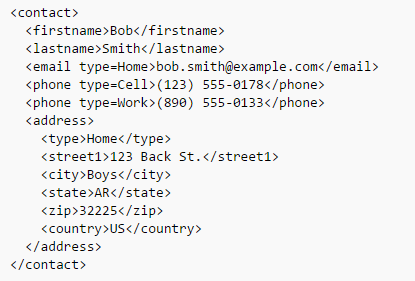 <contact>
  <firstname>Bob</firstname>
  <lastname>Smith</lastname>
  <email type=Home>bob.smith@example.com</email>
  <phone type=Cell>(123) 555-0178</phone>
  <phone type=Work>(890) 555-0133</phone>
  <address>
    <type>Home</type>
    <street1>123 Back St.</street1>
    <city>Boys</city>
    <state>AR</state>
    <zip>32225</zip>
    <country>US</country>
  </address>
</contact>